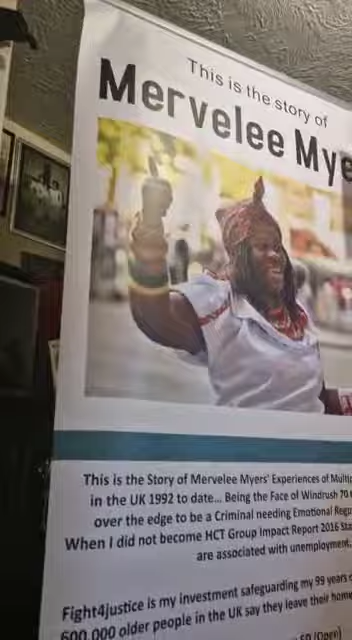 This is the story of
Mervelee Mye
This is the Story of Mervelee Myers' Experiences of Multi
in the UK 1992 to date... Being the Face of Windrush 70
over the edge to be a Criminal needing Emotional Regu
When I did not become HCT Group Impact Report 2016 Sta
are associated with unemployment,
Fight4justice is my investment safeguarding my 99 years
600,000 older people in the UK say they leave their home
(Open)